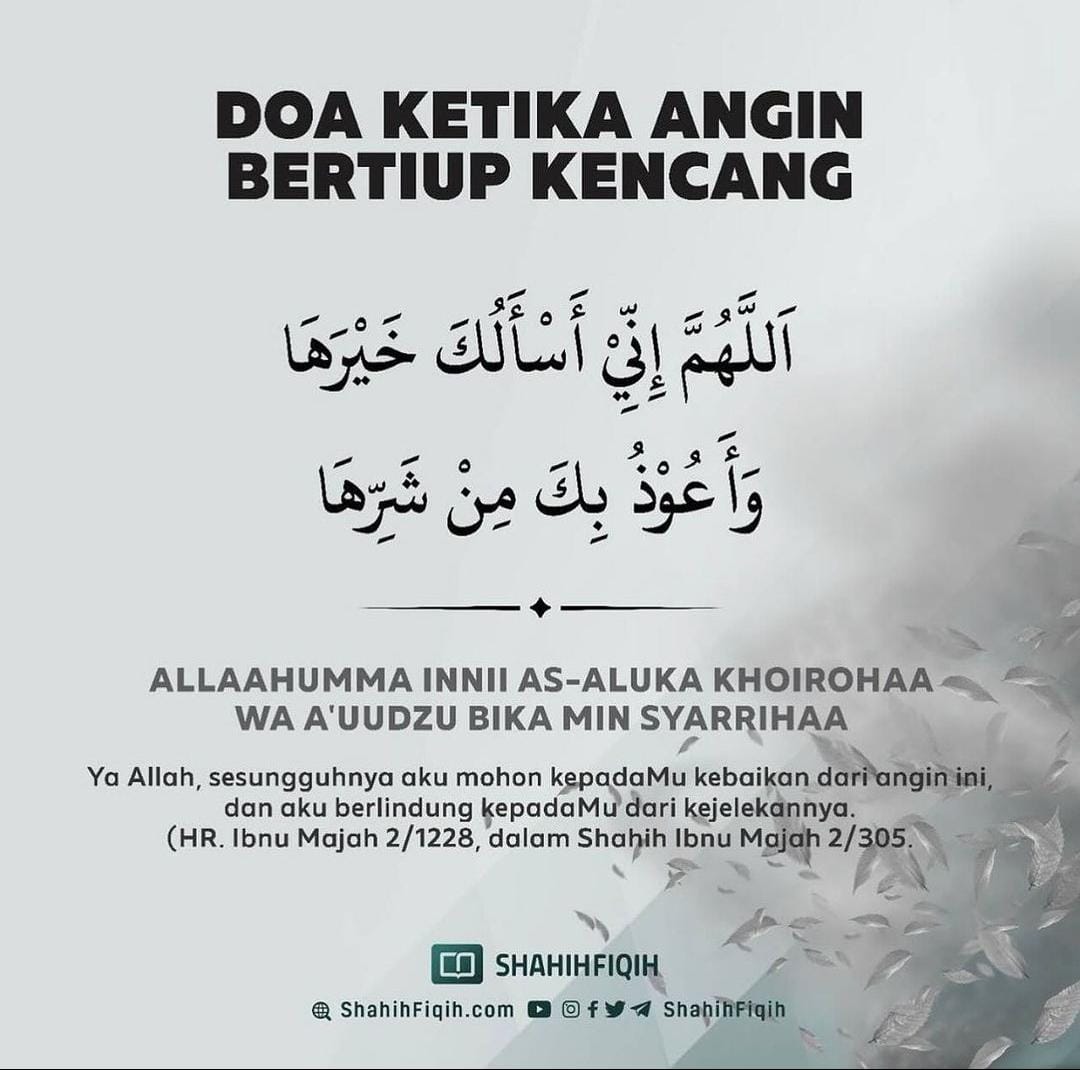 DOA KETIKA ANGIN
BERTIUP KENCANG
اَللَّهُمَّ إِنِّيْ أَسْأَلُكَ خَيْرَهَا
وَأَعُوْذُ بِكَ مِنْ شَرِّهَا
ALLAAHUMMA INNII AS-ALUKA KHOIROHAA
WA A'UUDZU BIKA MIN SYARRIHAA
Ya Allah, sesungguhnya aku mohon kepadaMu kebaikan dari angin ini,
dan aku berlindung kepadaMu dari kejelekannya.
(HR. Ibnu Majah 2/1228, dalam Shahih Ibnu Majah 2/305.
SHAHIHFIQIH
ShahihFiqih.com ShahihFiqih